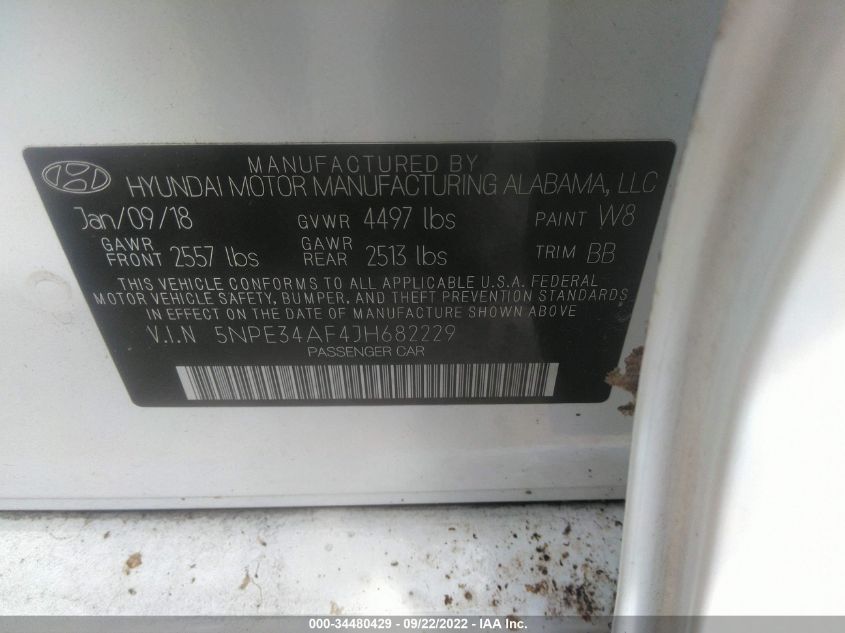 MANUFACTURED BY
HYUNDAI MOTOR MANUFACTURING ALABAMA, LLC
Jan/09/18 GVWR 4497 lbs PAINT W8
GAWR FRONT 2557 lbs GAWR REAR 2513 lbs TRIM BB
THIS VEHICLE CONFORMS TO ALL APPLICABLE U.S.A. FEDERAL
MOTOR VEHICLE SAFETY, BUMPER, AND THEFT PREVENTION STANDARDS
IN EFFECT ON THE DATE OF MANUFACTURE SHOWN ABOVE
V.I.N 5NPE34AF4JH682229
PASSENGER CAR
000-34480429 - 09/22/2022 - IAA Inc.